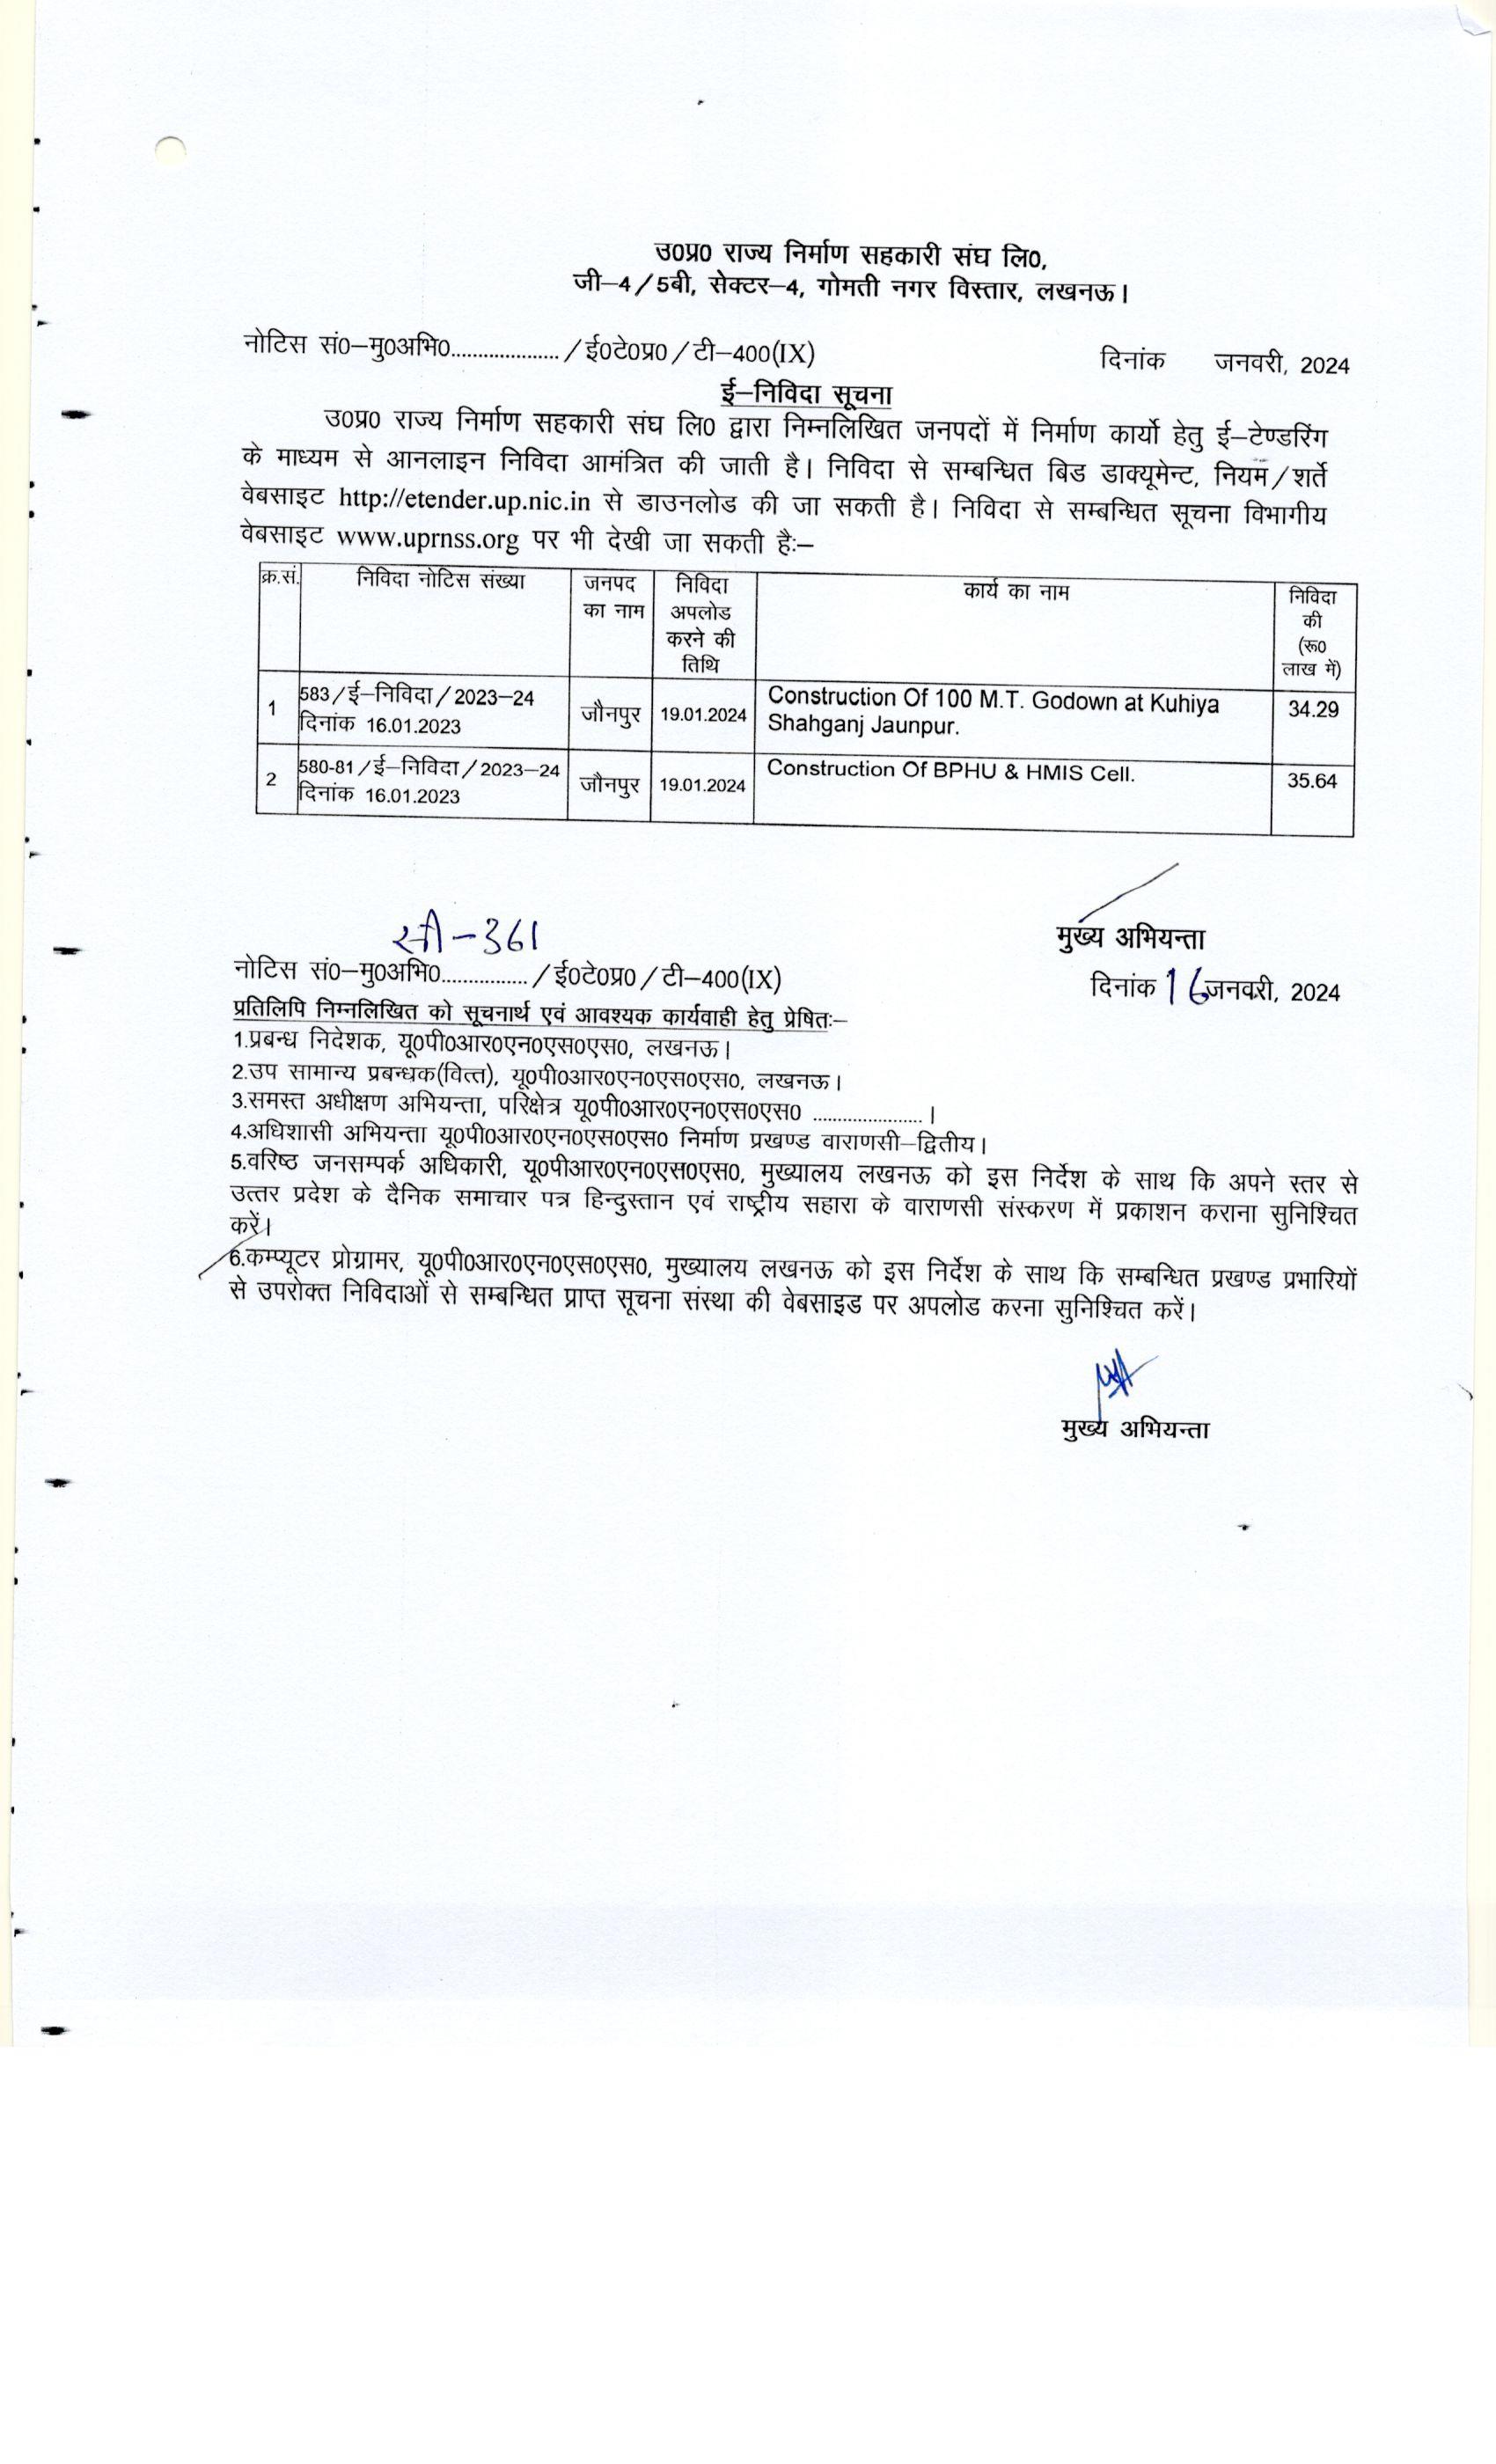 उ0प्र0 राज्य निर्माण सहकारी संघ लि0,
जी–4/5बी, सेक्टर–4, गोमती नगर विस्तार, लखनऊ।
नोटिस सं0–मु0अभि0.................... /ई0टे0प्र0/टी–400(IX) दिनांक जनवरी, 2024
ई–निविदा सूचना
उ0प्र0 राज्य निर्माण सहकारी संघ लि0 द्वारा निम्नलिखित जनपदों में निर्माण कार्यो हेतु ई–टेण्डरिंग
के माध्यम से आनलाइन निविदा आमंत्रित की जाती है। निविदा से सम्बन्धित बिड डाक्यूमेन्ट, नियम/शर्ते
वेबसाइट http://etender.up.nic.in से डाउनलोड की जा सकती है। निविदा से सम्बन्धित सूचना विभागीय
वेबसाइट www.uprnss.org पर भी देखी जा सकती हैः–
क्र.सं. निविदा नोटिस संख्या जनपद का नाम निविदा अपलोड करने की तिथि कार्य का नाम निविदा की (रू0 लाख में)
1 583/ई–निविदा/2023–24 दिनांक 16.01.2023 जौनपुर 19.01.2024 Construction Of 100 M.T. Godown at Kuhiya Shahganj Jaunpur. 34.29
2 580-81/ई–निविदा/2023–24 दिनांक 16.01.2023 जौनपुर 19.01.2024 Construction Of BPHU & HMIS Cell. 35.64
मुख्य अभियन्ता
सी-361
नोटिस सं0–मु0अभि0................ /ई0टे0प्र0/टी–400(IX) दिनांक 16 जनवरी, 2024
प्रतिलिपि निम्नलिखित को सूचनार्थ एवं आवश्यक कार्यवाही हेतु प्रेषितः–
1.प्रबन्ध निदेशक, यू0पी0आर0एन0एस0एस0, लखनऊ।
2.उप सामान्य प्रबन्धक(वित्त), यू0पी0आर0एन0एस0एस0, लखनऊ।
3.समस्त अधीक्षण अभियन्ता, परिक्षेत्र यू0पी0आर0एन0एस0एस0 ..................... ।
4.अधिशासी अभियन्ता यू0पी0आर0एन0एस0एस0 निर्माण प्रखण्ड वाराणसी–द्वितीय।
5.वरिष्ठ जनसम्पर्क अधिकारी, यू0पीआर0एन0एस0एस0, मुख्यालय लखनऊ को इस निर्देश के साथ कि अपने स्तर से
उत्तर प्रदेश के दैनिक समाचार पत्र हिन्दुस्तान एवं राष्ट्रीय सहारा के वाराणसी संस्करण में प्रकाशन कराना सुनिश्चित
करें।
6.कम्प्यूटर प्रोग्रामर, यू0पी0आर0एन0एस0एस0, मुख्यालय लखनऊ को इस निर्देश के साथ कि सम्बन्धित प्रखण्ड प्रभारियों
से उपरोक्त निविदाओं से सम्बन्धित प्राप्त सूचना संस्था की वेबसाइड पर अपलोड करना सुनिश्चित करें।
मुख्य अभियन्ता